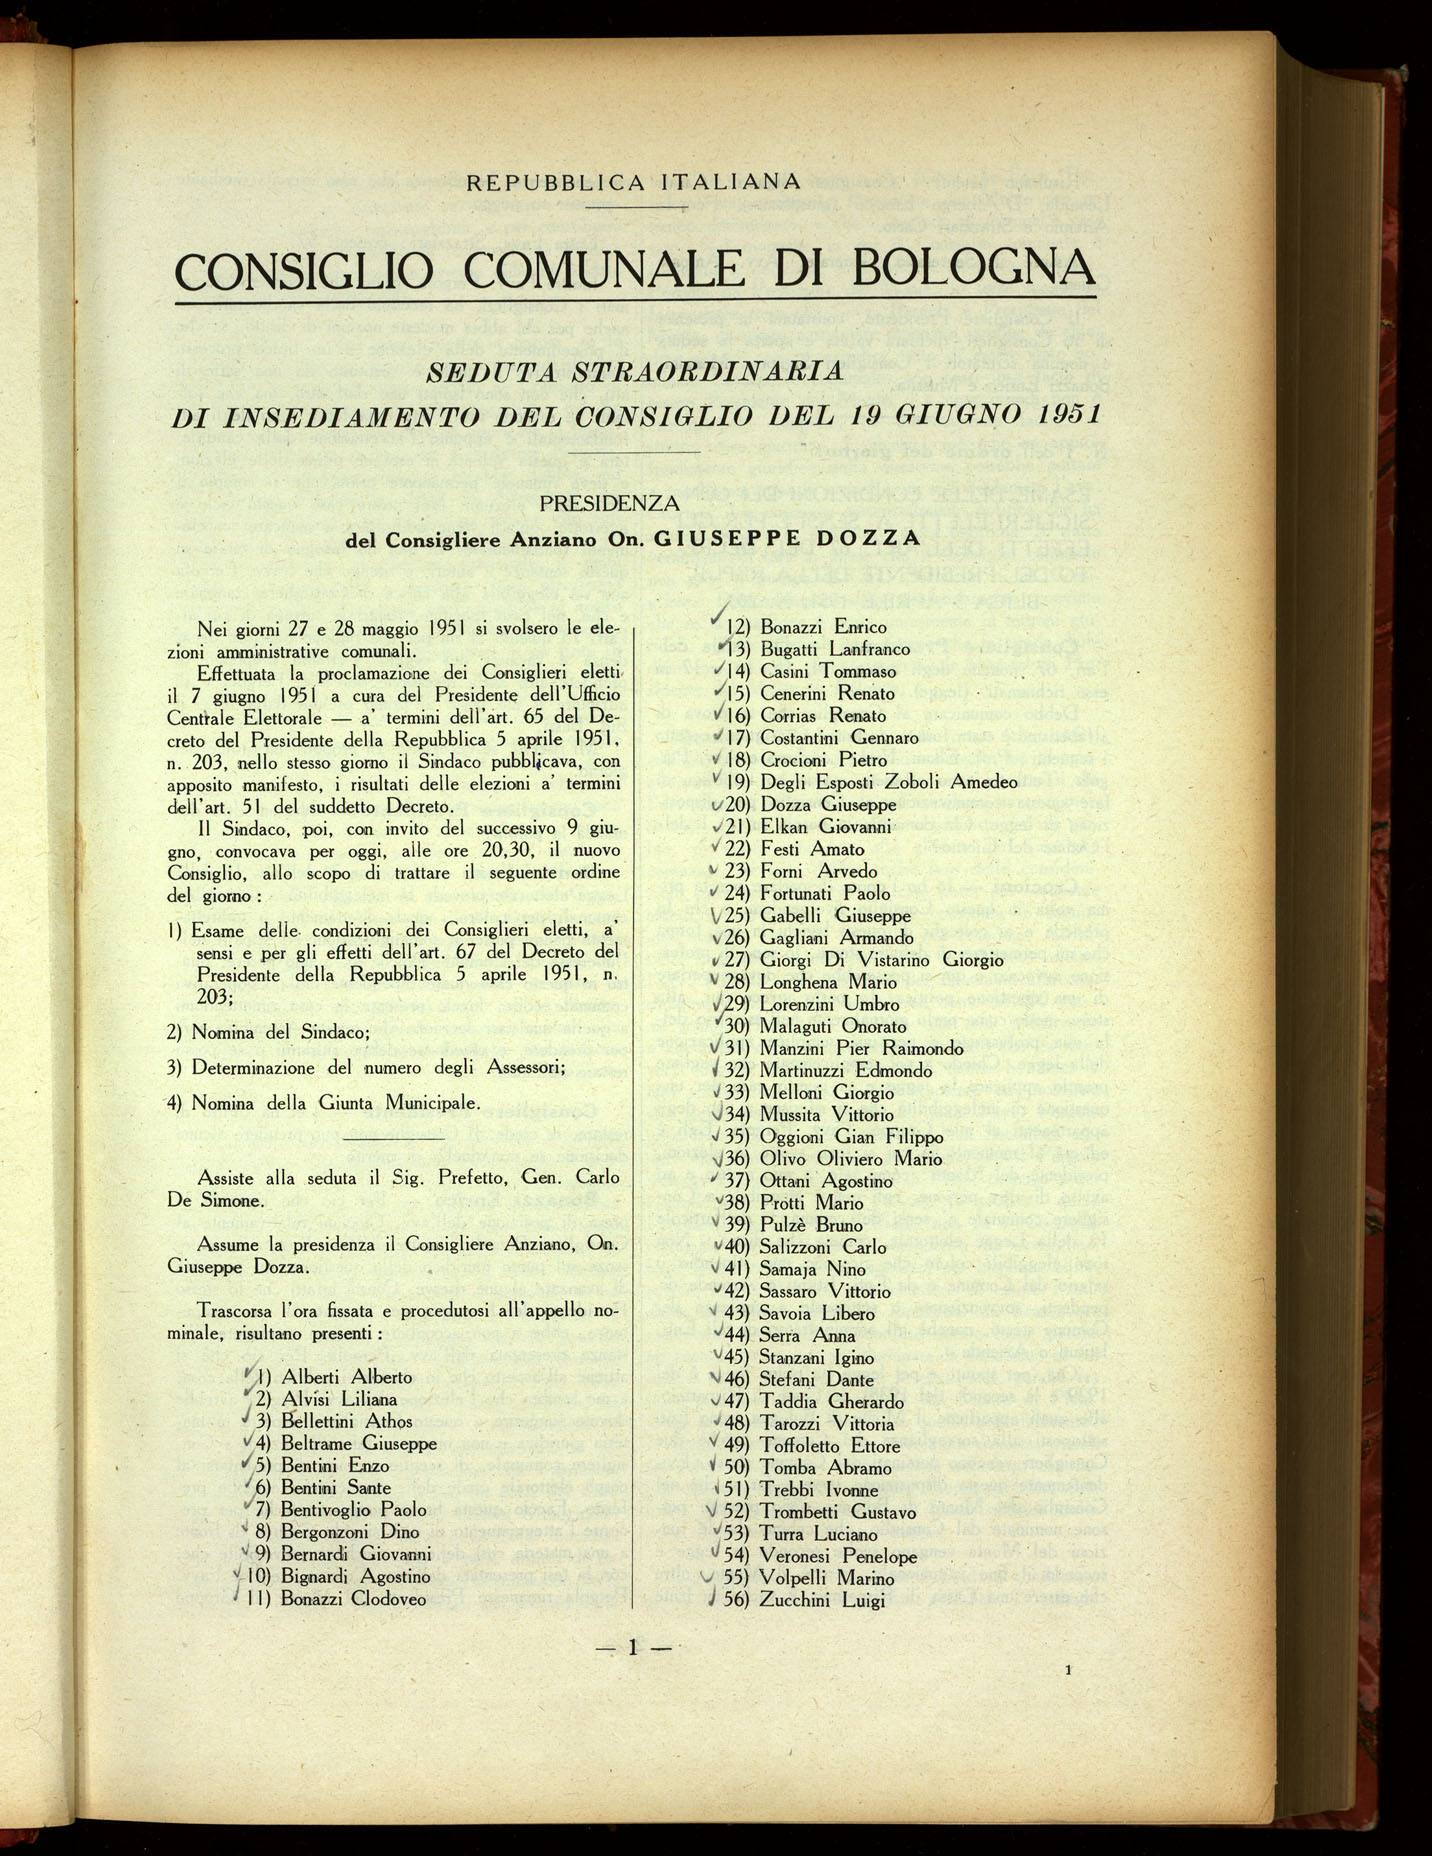 REPUBBLICA ITALIANA
CONSIGLIO COMUNALE DI BOLOGNA
SEDUTA STRAORDINARIA
DI INSEDIAMENTO DEL CONSIGLIO DEL 19 GIUGNO 1951
PRESIDENZA
del Consigliere Anziano On. GIUSEPPE DOZZA
Nei giorni 27 e 28 maggio 1951 si svolsero le ele-
zioni amministrative comunali.
Effettuata la proclamazione dei Consiglieri eletti
il 7 giugno 1951 a cura del Presidente dell'Ufficio
Centrale Elettorale — a' termini dell'art. 65 del De-
creto del Presidente della Repubblica 5 aprile 1951,
n. 203, nello stesso giorno il Sindaco pubblicava, con
apposito manifesto, i risultati delle elezioni a' termini
dell'art. 51 del suddetto Decreto.
Il Sindaco, poi, con invito del successivo 9 giu-
gno, convocava per oggi, alle ore 20,30, il nuovo
Consiglio, allo scopo di trattare il seguente ordine
del giorno :
1) Esame delle condizioni dei Consiglieri eletti, a'
sensi e per gli effetti dell'art. 67 del Decreto del
Presidente della Repubblica 5 aprile 1951, n.
203;
2) Nomina del Sindaco;
3) Determinazione del numero degli Assessori;
4) Nomina della Giunta Municipale.
Assiste alla seduta il Sig. Prefetto, Gen. Carlo
De Simone.
Assume la presidenza il Consigliere Anziano, On.
Giuseppe Dozza.
Trascorsa l'ora fissata e procedutosi all'appello no-
minale, risultano presenti :
1) Alberti Alberto
2) Alvisi Liliana
3) Bellettini Athos
4) Beltrame Giuseppe
5) Bentini Enzo
6) Bentini Sante
7) Bentivoglio Paolo
8) Bergonzoni Dino
9) Bernardi Giovanni
10) Bignardi Agostino
11) Bonazzi Clodoveo
12) Bonazzi Enrico
13) Bugatti Lanfranco
14) Casini Tommaso
15) Cenerini Renato
16) Corrias Renato
17) Costantini Gennaro
18) Crocioni Pietro
19) Degli Esposti Zoboli Amedeo
20) Dozza Giuseppe
21) Elkan Giovanni
22) Festi Amato
23) Forni Arvedo
24) Fortunati Paolo
25) Gabelli Giuseppe
26) Gagliani Armando
27) Giorgi Di Vistarino Giorgio
28) Longhena Mario
29) Lorenzini Umbro
30) Malaguti Onorato
31) Manzini Pier Raimondo
32) Martinuzzi Edmondo
33) Melloni Giorgio
34) Mussita Vittorio
35) Oggioni Gian Filippo
36) Olivo Oliviero Mario
37) Ottani Agostino
38) Protti Mario
39) Pulzè Bruno
40) Salizzoni Carlo
41) Samaja Nino
42) Sassaro Vittorio
43) Savoia Libero
44) Serra Anna
45) Stanzani Igino
46) Stefani Dante
47) Taddia Gherardo
48) Tarozzi Vittoria
49) Toffoletto Ettore
50) Tomba Abramo
51) Trebbi Ivonne
52) Trombetti Gustavo
53) Turra Luciano
54) Veronesi Penelope
55) Volpelli Marino
56) Zucchini Luigi
— 1 —
1